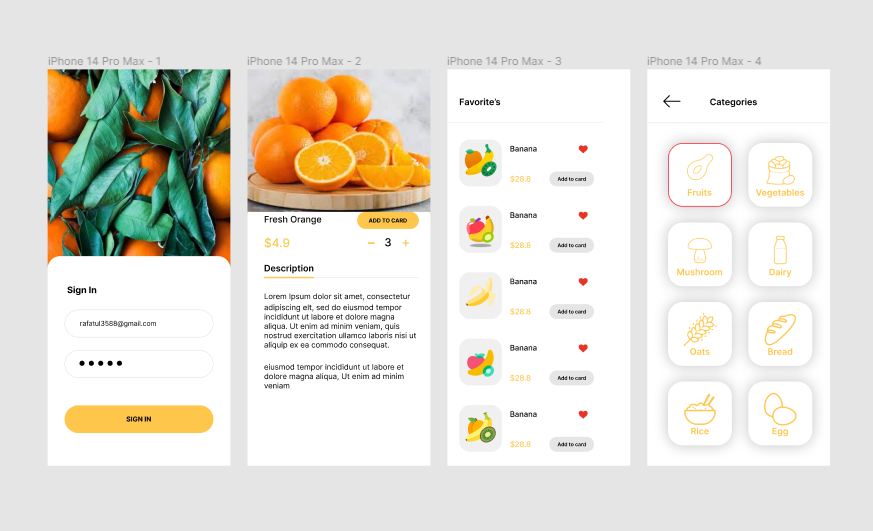 iPhone 14 Pro Max - 1
Sign In
rafatul3588@gmail.com
SIGN IN
iPhone 14 Pro Max - 2
Fresh Orange
ADD TO CARD
$4.9
− 3 +
Description
Lorem Ipsum dolor sit amet, consectetur
adipiscing elt, sed do eiusmod tempor
incididunt ut labore et dolore magna
aliqua. Ut enim ad minim veniam, quis
nostrud exercitation ullamco laboris nisi ut
aliquip ex ea commodo consequat.
eiusmod tempor incididunt ut labore et
dolore magna aliqua, Ut enim ad minim
veniam
iPhone 14 Pro Max - 3
Favorite's
Banana
$28.8
Add to card
Banana
$28.8
Add to card
Banana
$28.8
Add to card
Banana
$28.8
Add to card
Banana
$28.8
Add to card
iPhone 14 Pro Max - 4
Categories
Fruits
Vegetables
Mushroom
Dairy
Oats
Bread
Rice
Egg